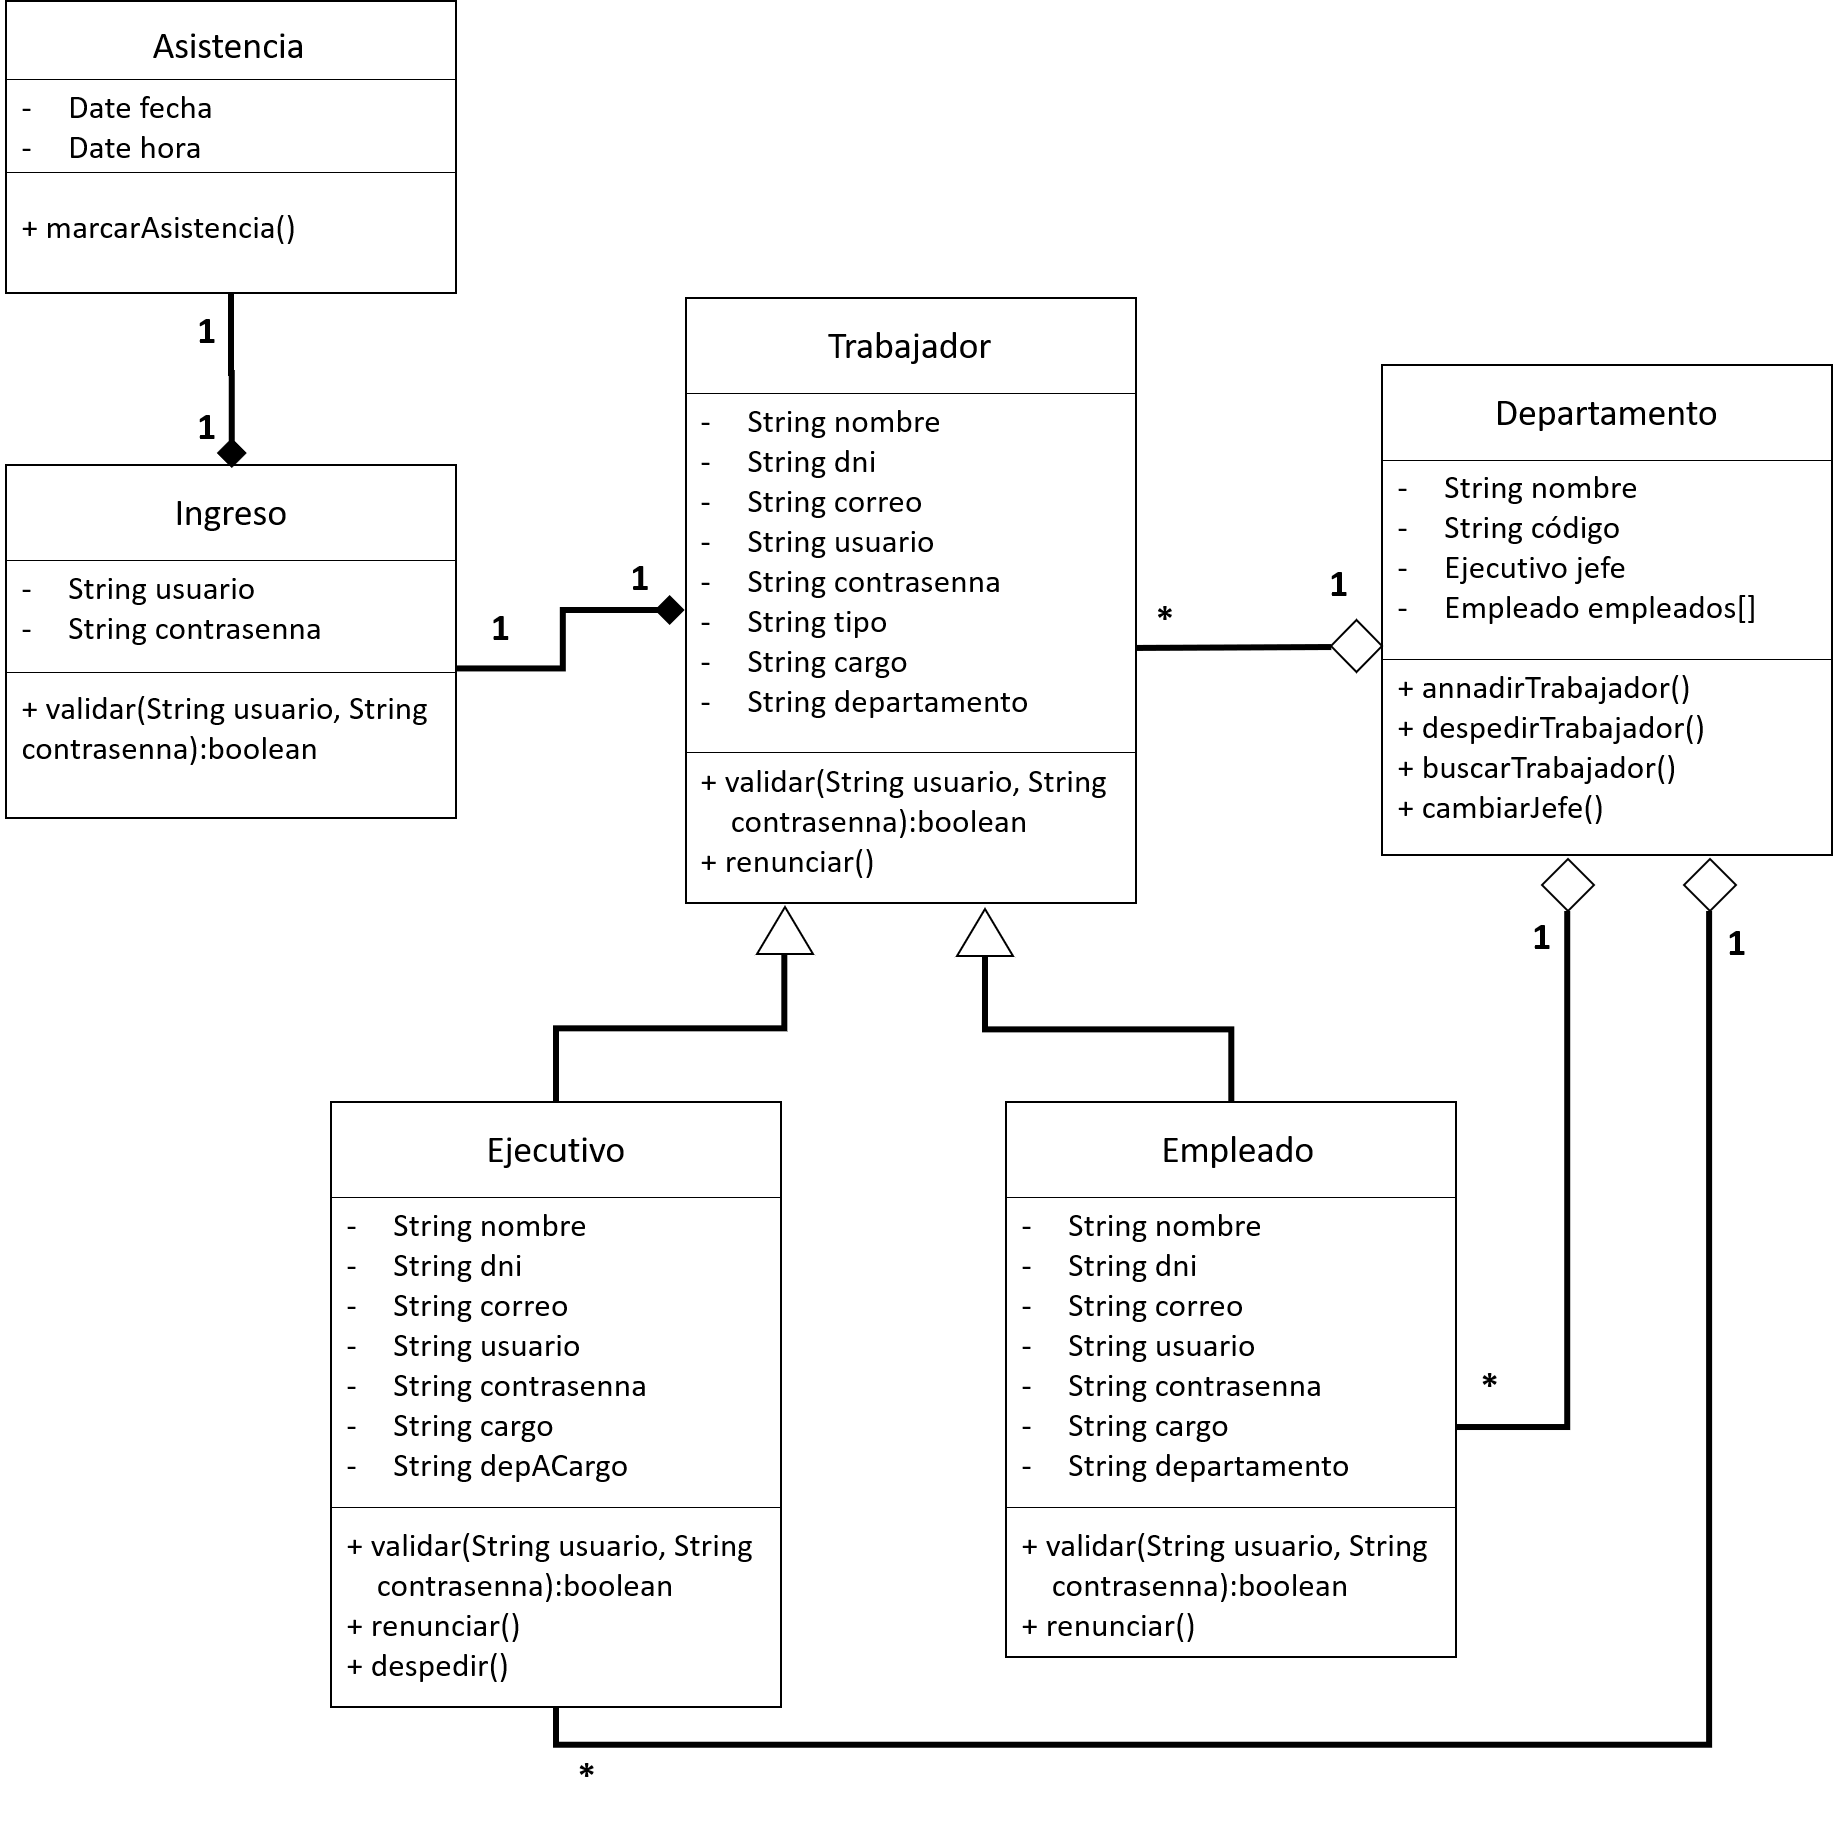 Asistencia
- Date fecha
- Date hora
+ marcarAsistencia()
1
1
Ingreso
- String usuario
- String contrasenna
+ validar(String usuario, String
contrasenna):boolean
1
1
Trabajador
- String nombre
- String dni
- String correo
- String usuario
- String contrasenna
- String tipo
- String cargo
- String departamento
+ validar(String usuario, String
contrasenna):boolean
+ renunciar()
*
1
Departamento
- String nombre
- String código
- Ejecutivo jefe
- Empleado empleados[]
+ annadirTrabajador()
+ despedirTrabajador()
+ buscarTrabajador()
+ cambiarJefe()
1
1
Ejecutivo
- String nombre
- String dni
- String correo
- String usuario
- String contrasenna
- String cargo
- String depACargo
+ validar(String usuario, String
contrasenna):boolean
+ renunciar()
+ despedir()
*
Empleado
- String nombre
- String dni
- String correo
- String usuario
- String contrasenna
- String cargo
- String departamento
+ validar(String usuario, String
contrasenna):boolean
+ renunciar()
*